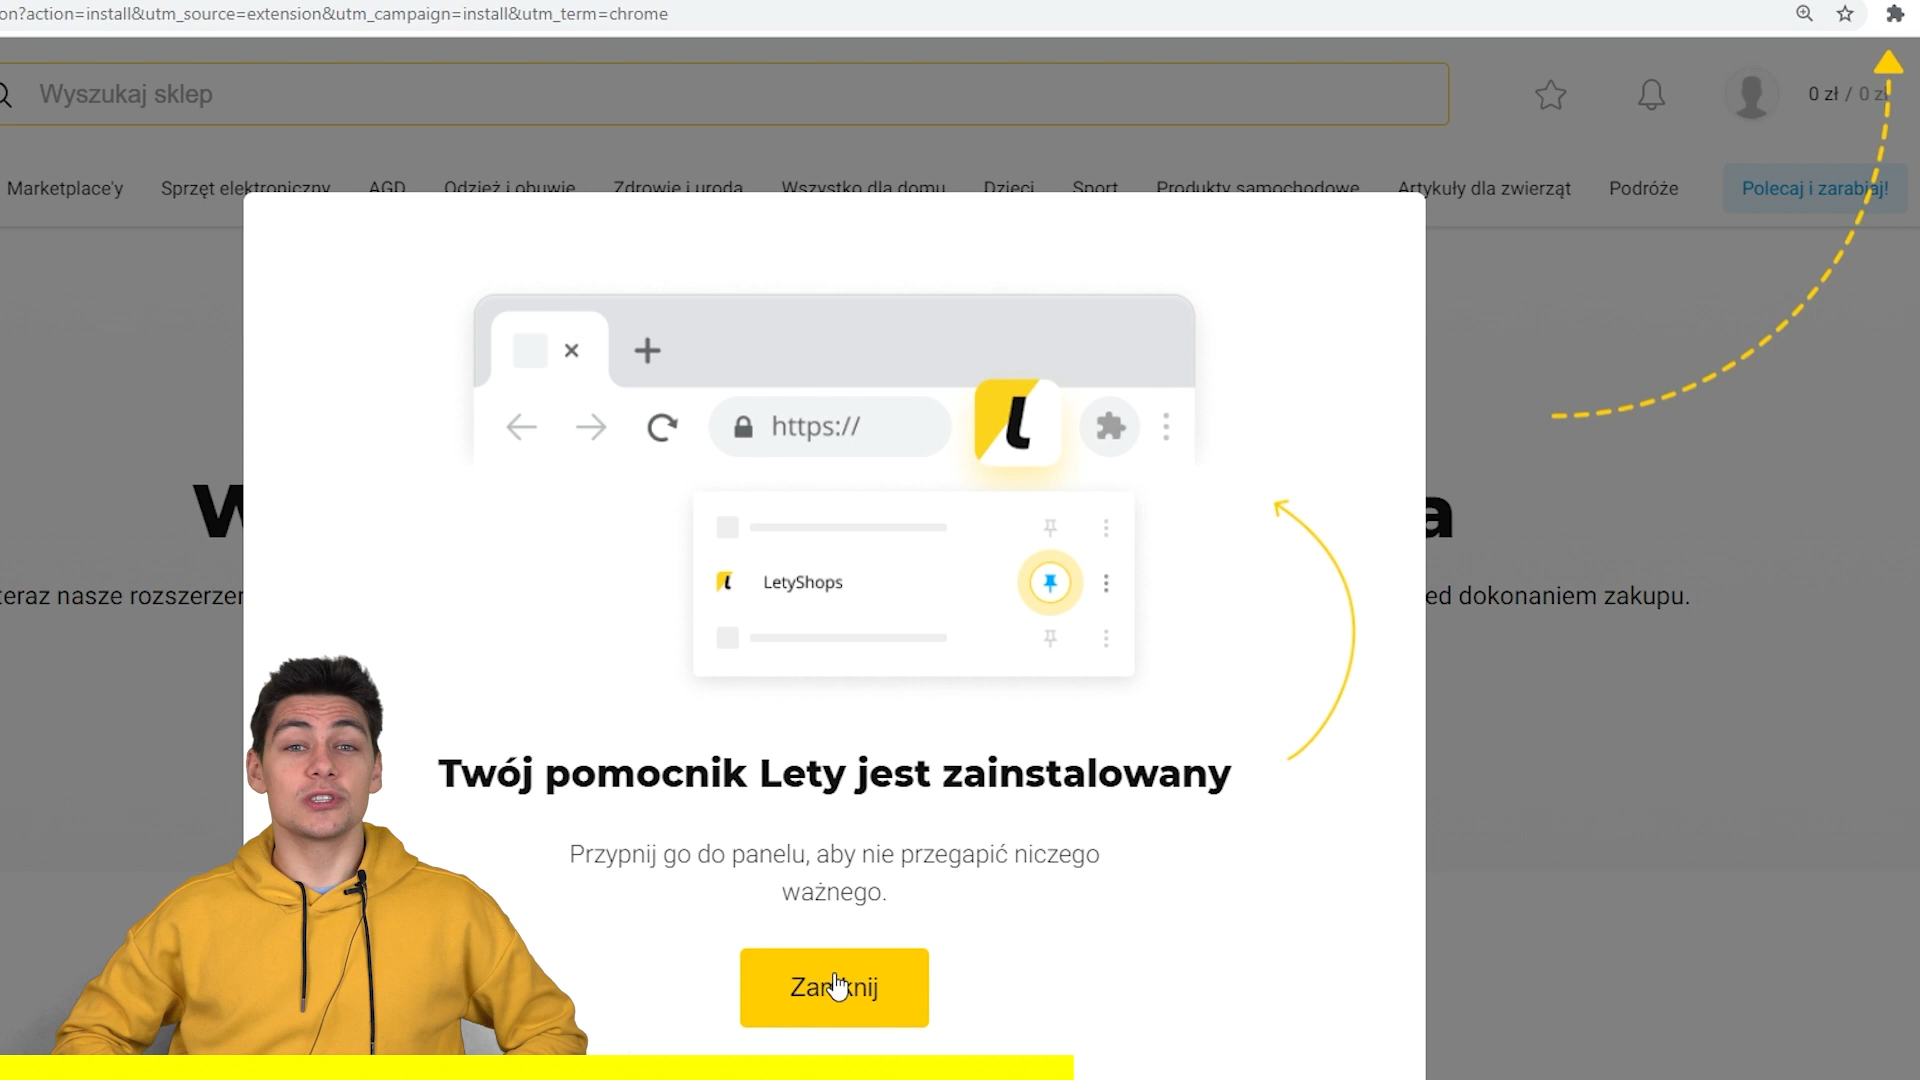 on?action=install&utm_source=extension&utm_campaign=install&utm_term=chrome
Wyszukaj sklep
0 zł / 0 zł
Marketplace'y Sprzęt elektroniczny AGD Odzież i obuwie Zdrowie i uroda Wszystko dla domu Dzieci Sport Produkty samochodowe Artykuły dla zwierząt Podróże Polecaj i zarabiaj!
https://
LetyShops
W a
teraz nasze rozszerzer ed dokonaniem zakupu.
Twój pomocnik Lety jest zainstalowany
Przypnij go do panelu, aby nie przegapić niczego
ważnego.
Zamknij